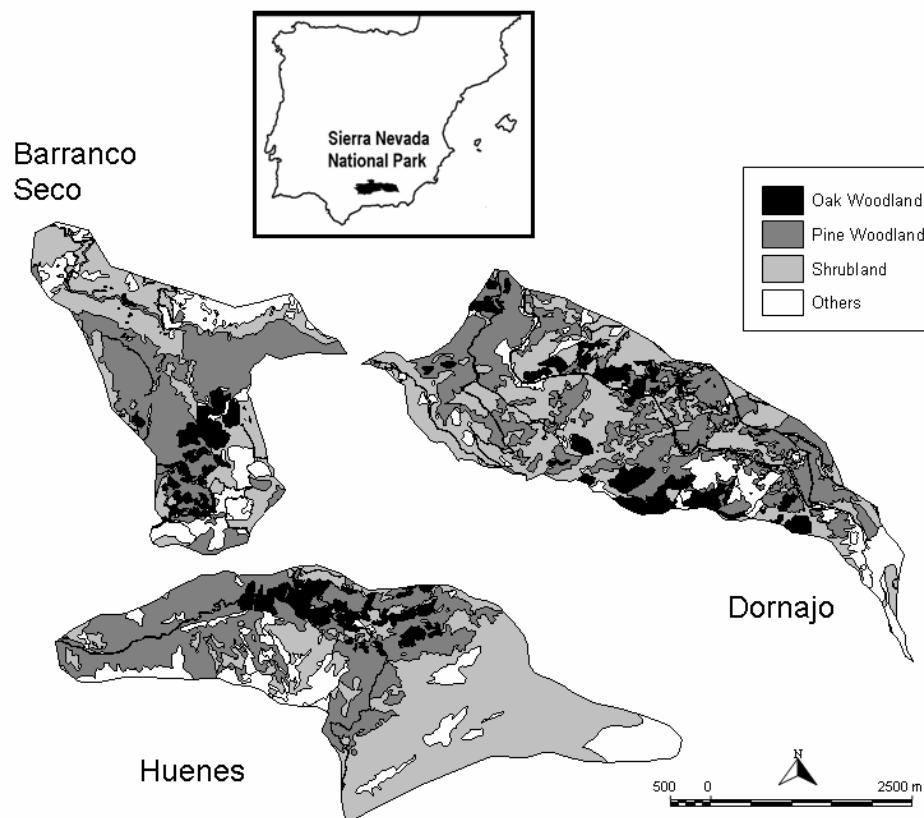 Sierra Nevada
National Park
Barranco
Seco
Oak Woodland
Pine Woodland
Shrubland
Others
Dornajo
Huenes
N
500 0 2500 m